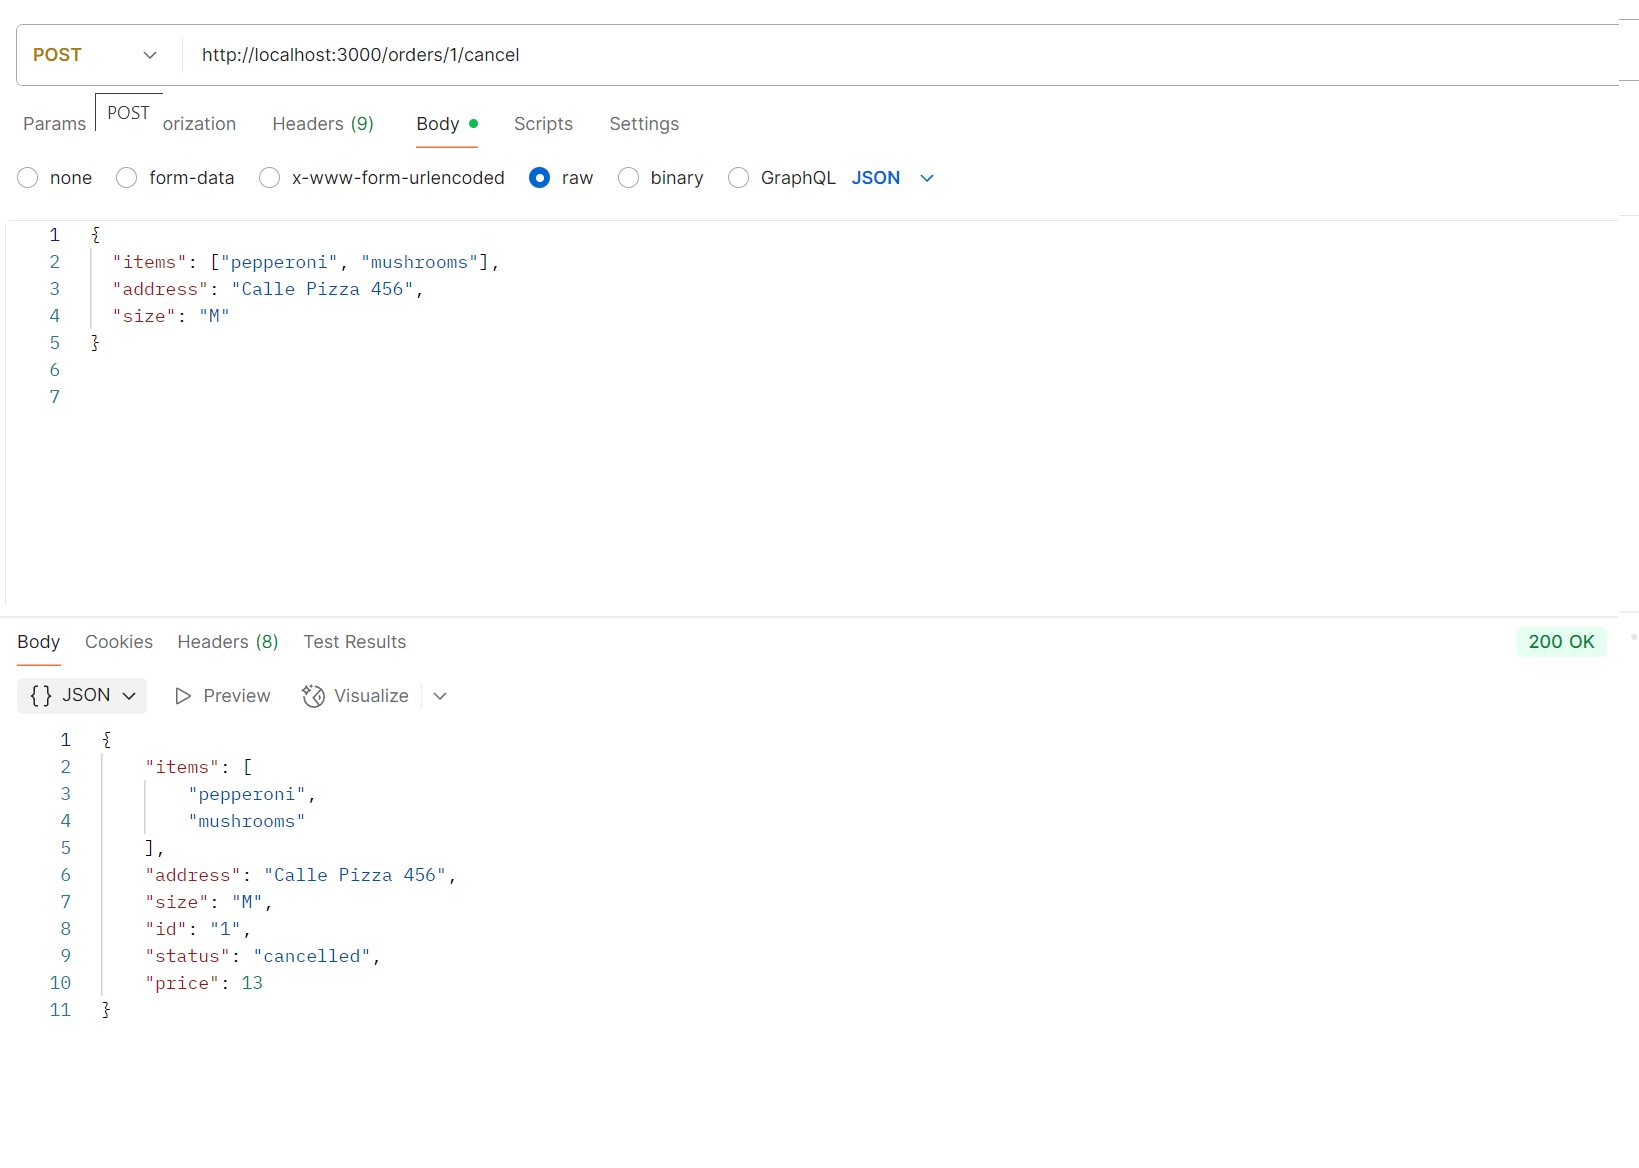 POST http://localhost:3000/orders/1/cancel
Params POST orization Headers (9) Body Scripts Settings
none form-data x-www-form-urlencoded raw binary GraphQL JSON
1 {
2 "items": ["pepperoni", "mushrooms"],
3 "address": "Calle Pizza 456",
4 "size": "M"
5 }
6
7
Body Cookies Headers (8) Test Results 200 OK
{} JSON Preview Visualize
1 {
2 "items": [
3 "pepperoni",
4 "mushrooms"
5 ],
6 "address": "Calle Pizza 456",
7 "size": "M",
8 "id": "1",
9 "status": "cancelled",
10 "price": 13
11 }